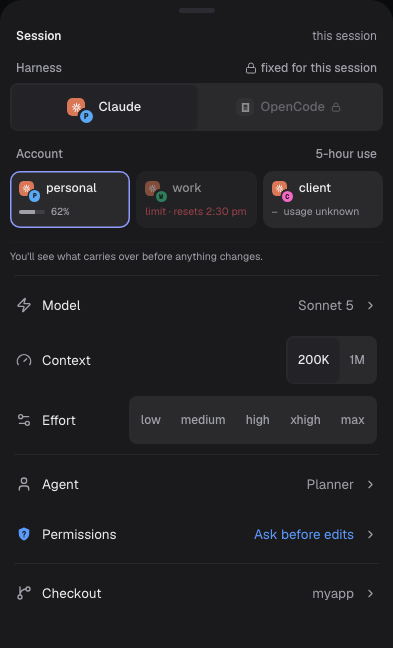 Session this session
Harness fixed for this session
Claude OpenCode
P
Account 5-hour use
personal work client
P W C
62% limit · resets 2:30 pm – usage unknown
You'll see what carries over before anything changes.
Model Sonnet 5
Context 200K 1M
Effort low medium high xhigh max
Agent Planner
Permissions Ask before edits
Checkout myapp